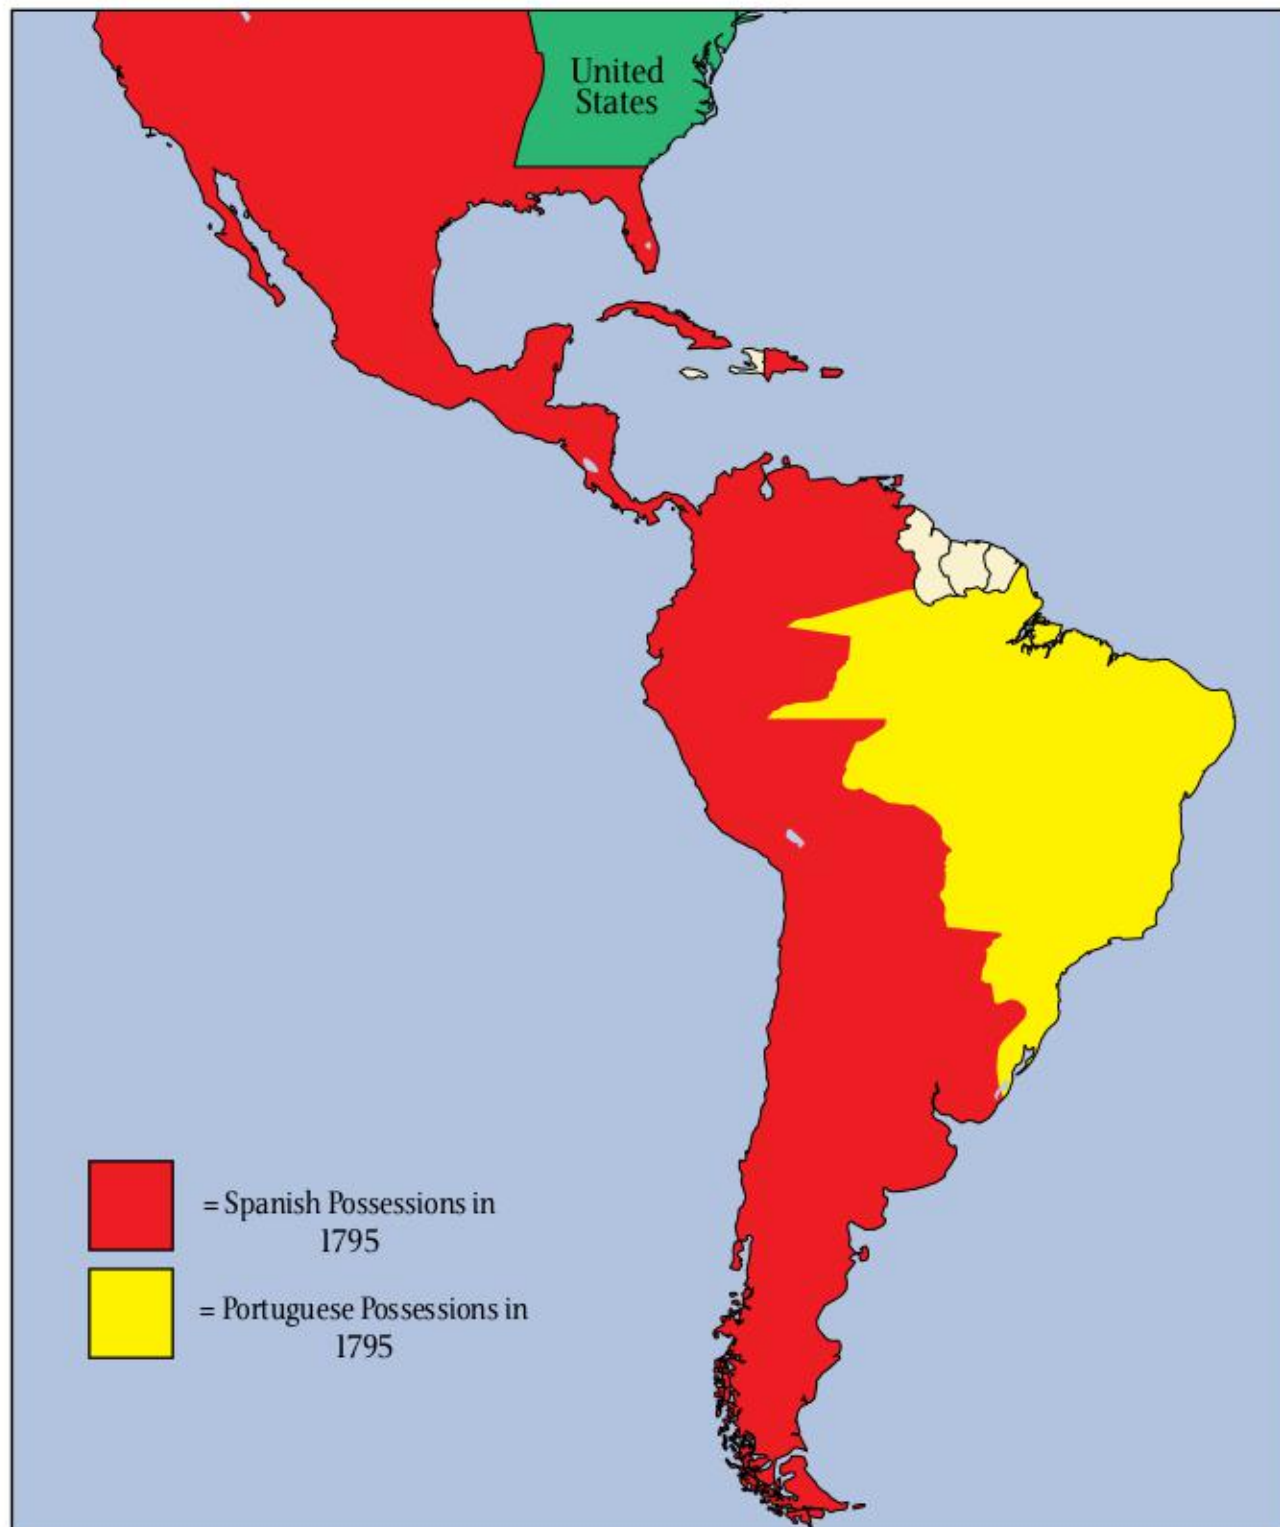 United
States
= Spanish Possessions in
1795
= Portuguese Possessions in
1795